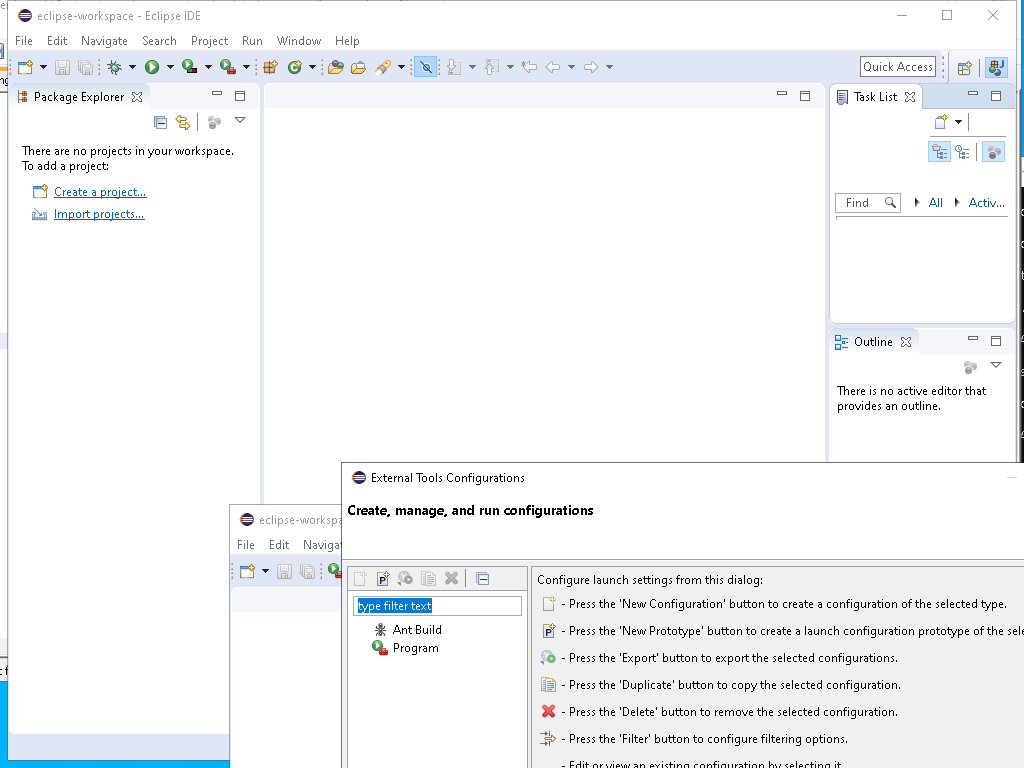 eclipse-workspace - Eclipse IDE
File Edit Navigate Search Project Run Window Help
Quick Access
Package Explorer
Task List
There are no projects in your workspace.
To add a project:
Create a project...
Import projects...
Find
All
Activ...
Outline
There is no active editor that
provides an outline.
eclipse-workspa
File Edit Navigat
External Tools Configurations
Create, manage, and run configurations
type filter text
Ant Build
Program
Configure launch settings from this dialog:
- Press the 'New Configuration' button to create a configuration of the selected type.
- Press the 'New Prototype' button to create a launch configuration prototype of the sele
- Press the 'Export' button to export the selected configurations.
- Press the 'Duplicate' button to copy the selected configuration.
- Press the 'Delete' button to remove the selected configuration.
- Press the 'Filter' button to configure filtering options.
- Edit or view an existing configuration by selecting it.